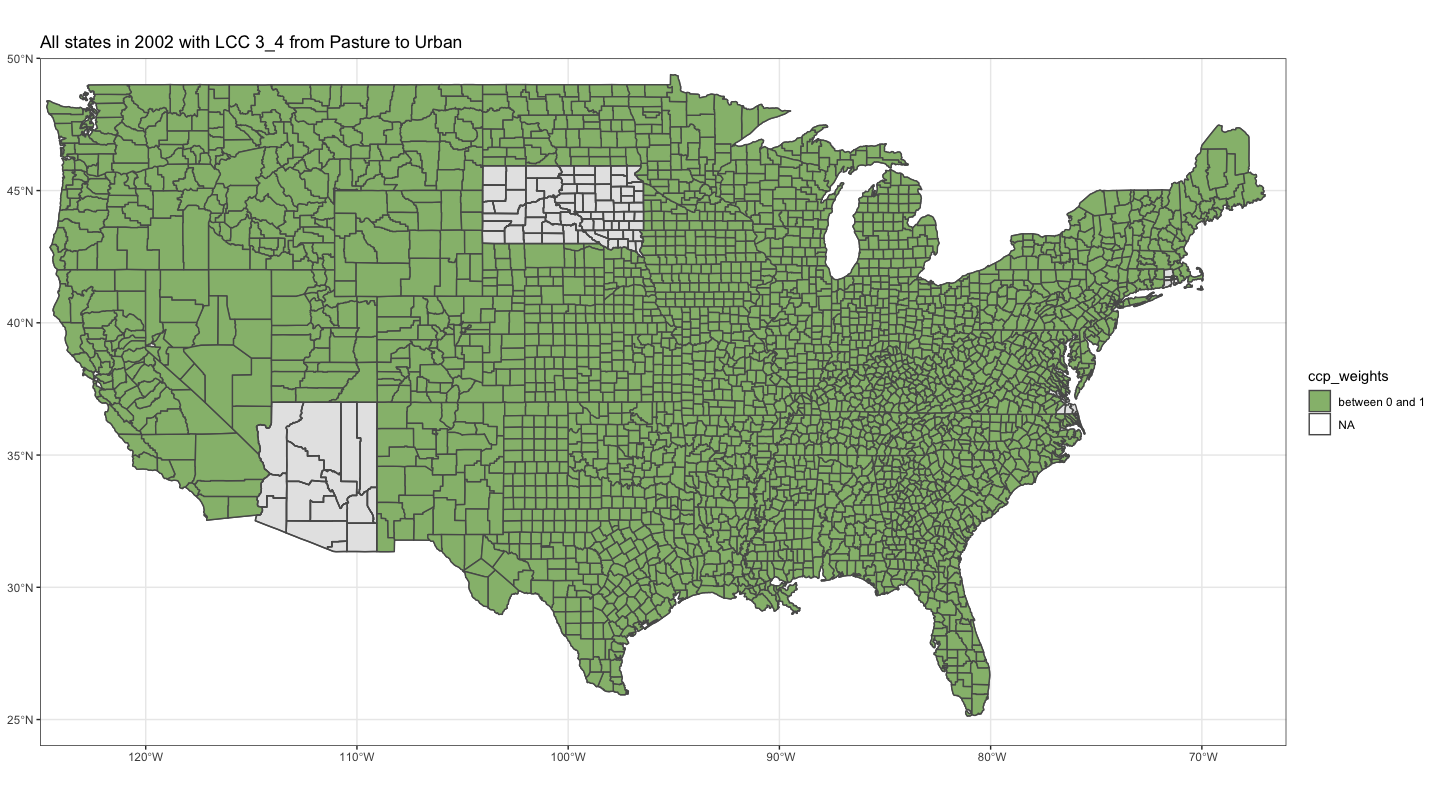 All states in 2002 with LCC 3_4 from Pasture to Urban
50°N
45°N
40°N
35°N
30°N
25°N
120°W
110°W
100°W
90°W
80°W
70°W
ccp_weights
between 0 and 1
NA